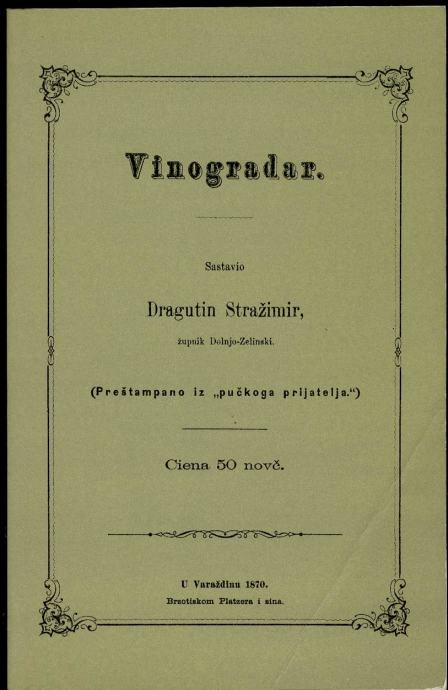 Vinogradar.
Sastavio
Dragutin Stražimir,
župnik Dolnjo-Zelinski.
(Preštampano iz „pučkoga prijatelja.“)
Ciena 50 novč.
U Varaždinu 1870.
Brzotiskom Platzera i sina.